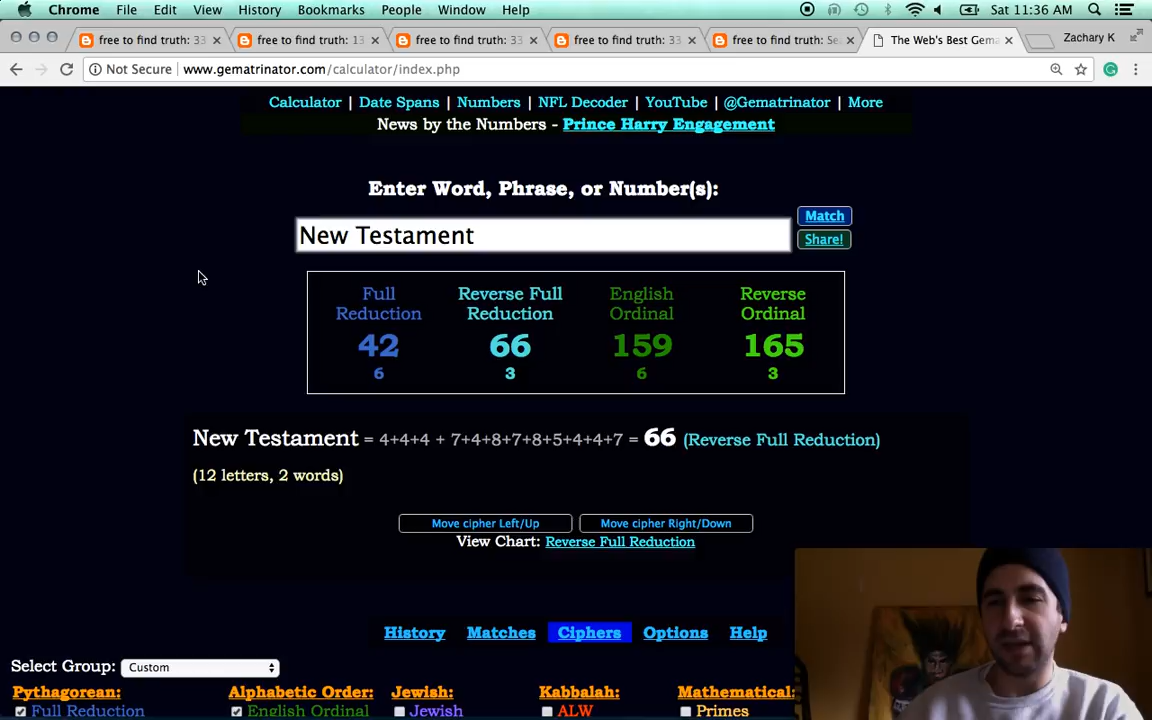 Chrome File Edit View History Bookmarks People Window Help Sat 11:36 AM
free to find truth: 33 free to find truth: 13 free to find truth: 33 free to find truth: 33 free to find truth: Se The Web's Best Gema Zachary K
Not Secure www.gematrinator.com/calculator/index.php
Calculator | Date Spans | Numbers | NFL Decoder | YouTube | @Gematrinator | More
News by the Numbers - Prince Harry Engagement
Enter Word, Phrase, or Number(s):
Match
New Testament
Share!
Full Reverse Full English Reverse
Reduction Reduction Ordinal Ordinal
42 66 159 165
6 3 6 3
New Testament = 4+4+4 + 7+4+8+7+8+5+4+4+7 = 66 (Reverse Full Reduction)
(12 letters, 2 words)
Move cipher Left/Up Move cipher Right/Down
View Chart: Reverse Full Reduction
History Matches Ciphers Options Help
Select Group: Custom
Pythagorean: Alphabetic Order: Jewish: Kabbalah: Mathematical:
Full Reduction English Ordinal Jewish ALW Primes